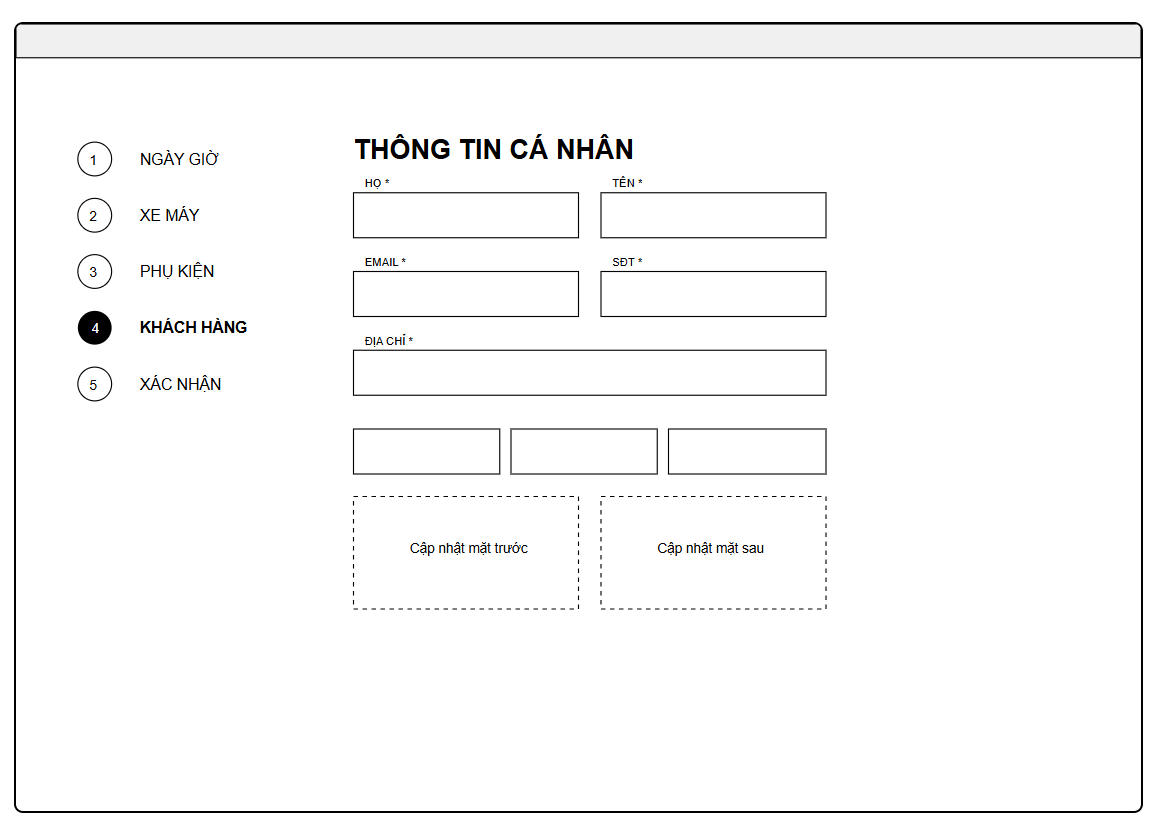 1 NGÀY GIỜ
2 XE MÁY
3 PHỤ KIỆN
4 KHÁCH HÀNG
5 XÁC NHẬN
THÔNG TIN CÁ NHÂN
HỌ * TÊN *
EMAIL * SĐT *
ĐỊA CHỈ *
Cập nhật mặt trước Cập nhật mặt sau